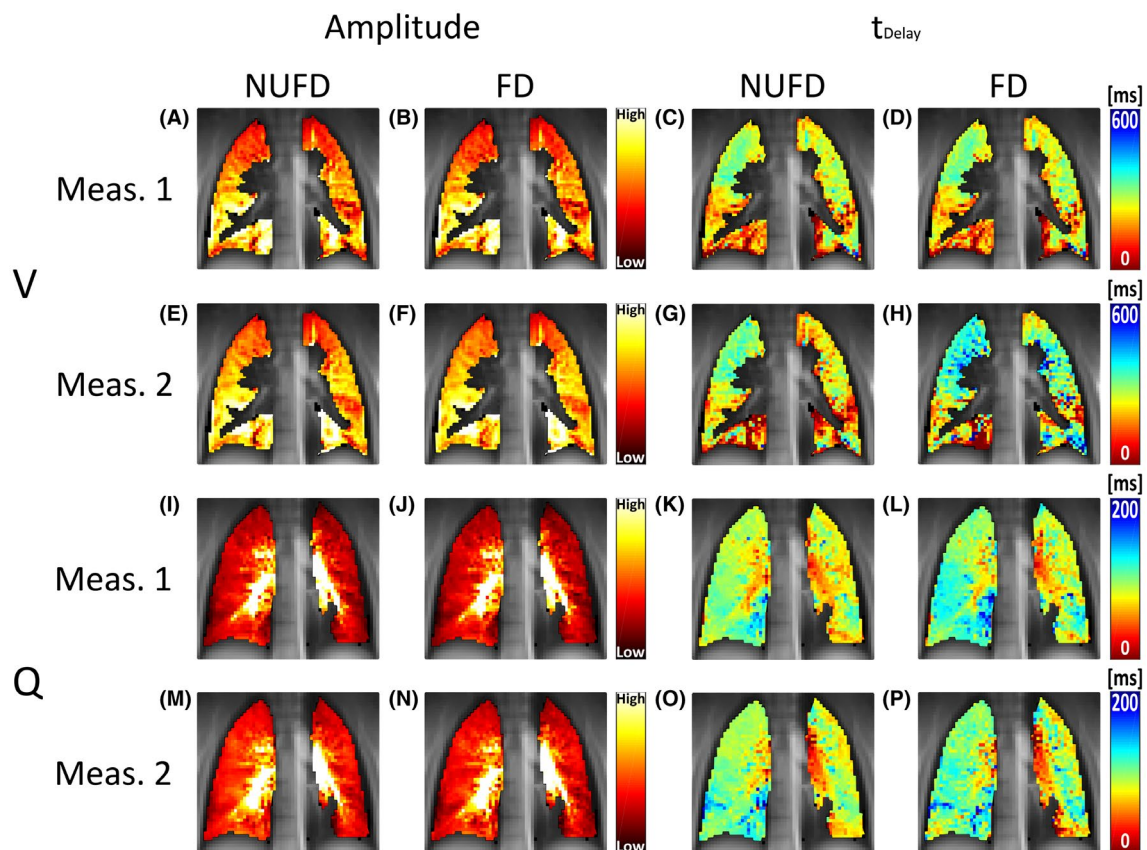 Amplitude tDelay
NUFD FD NUFD FD
[ms]
Meas. 1 (A) (B) High Low (C) (D) 600 0
V
[ms]
Meas. 2 (E) (F) High Low (G) (H) 600 0
[ms]
Meas. 1 (I) (J) High Low (K) (L) 200 0
Q
[ms]
Meas. 2 (M) (N) High Low (O) (P) 200 0